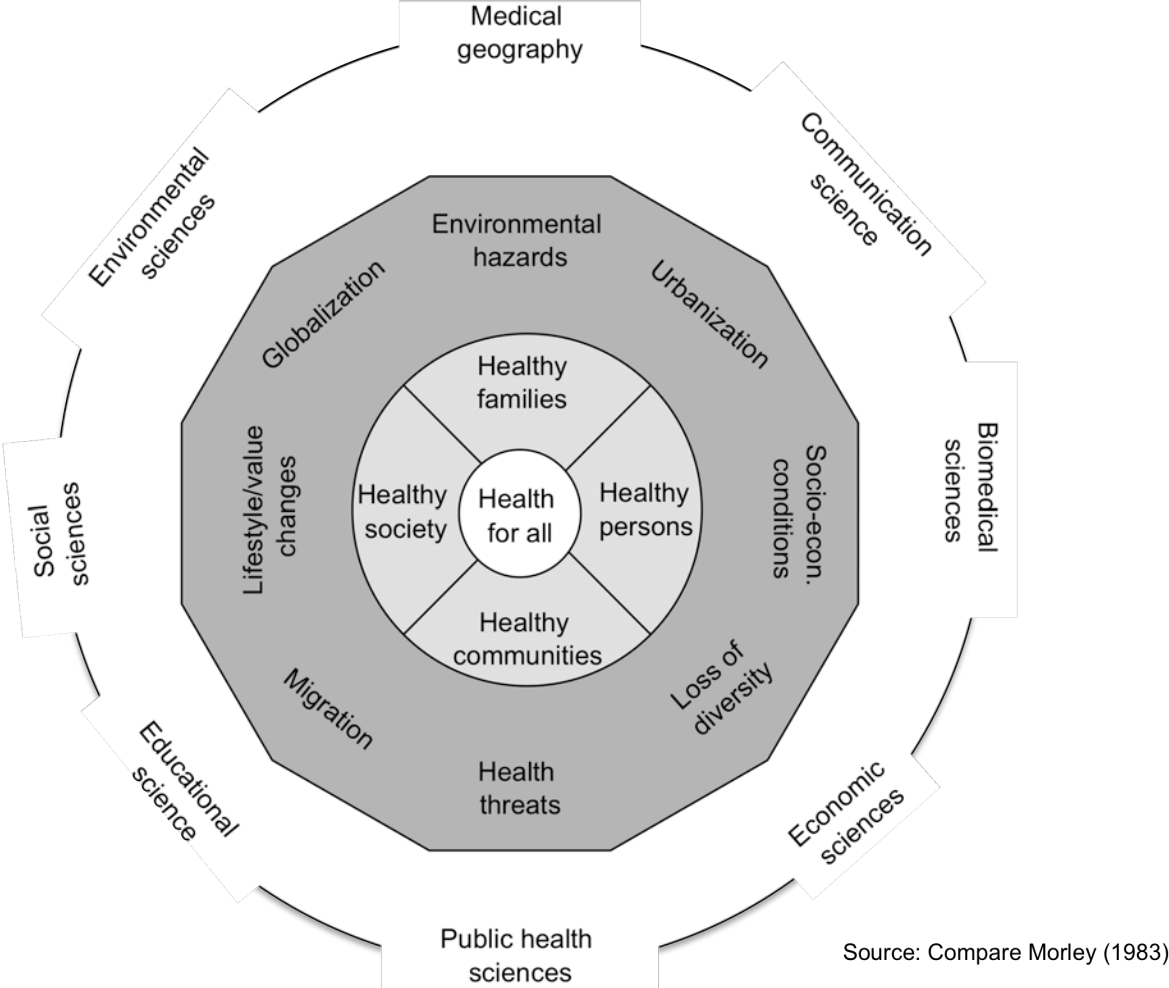 Medical
geography
Communication
science
Biomedical
sciences
Economic
sciences
Public health
sciences
Educational
science
Social
sciences
Environmental
sciences
Environmental
hazards
Urbanization
Socio-econ.
conditions
Loss of
diversity
Health
threats
Migration
Lifestyle/value
changes
Globalization
Healthy
families
Healthy
persons
Healthy
communities
Healthy
society
Health
for all
Source: Compare Morley (1983)